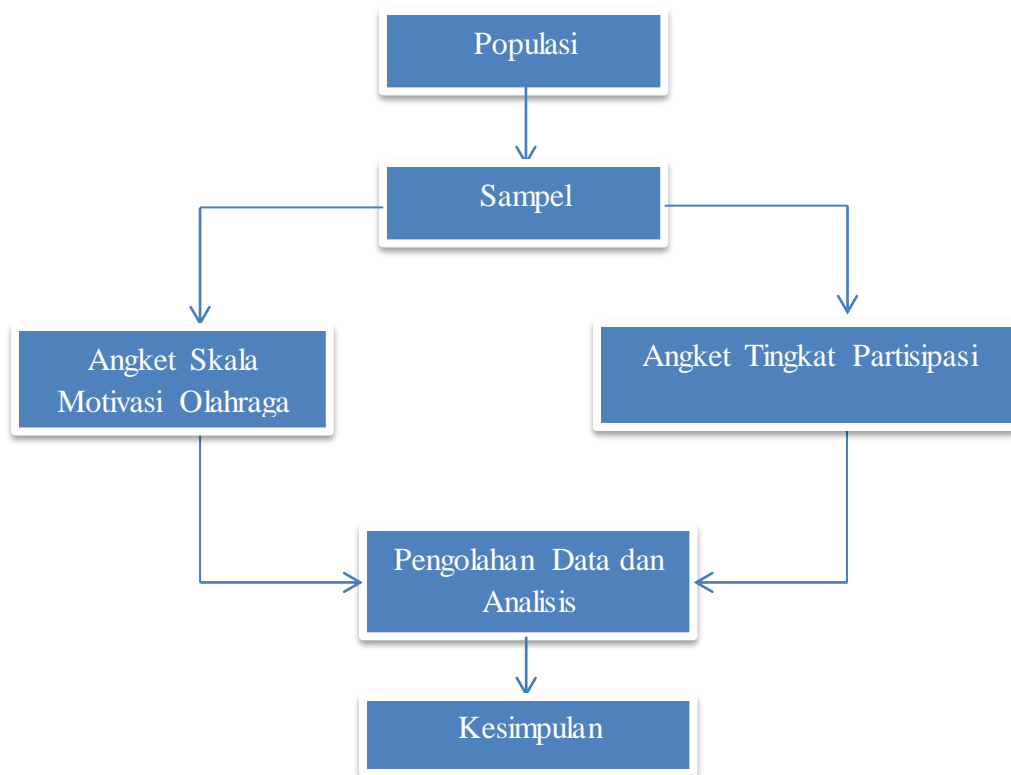 Populasi
Sampel
Angket Skala
Motivasi Olahraga
Angket Tingkat Partisipasi
Pengolahan Data dan
Analisis
Kesimpulan